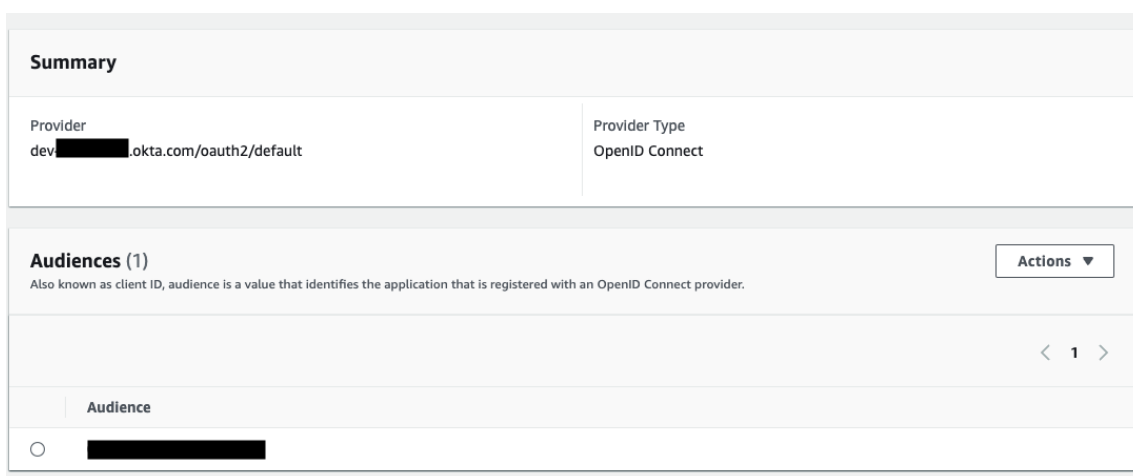 Summary
Provider
Provider Type
dev-
.okta.com/oauth2/default
OpenID Connect
Audiences (1)
Actions ▼
Also known as client ID, audience is a value that identifies the application that is registered with an OpenID Connect provider.
1
Audience